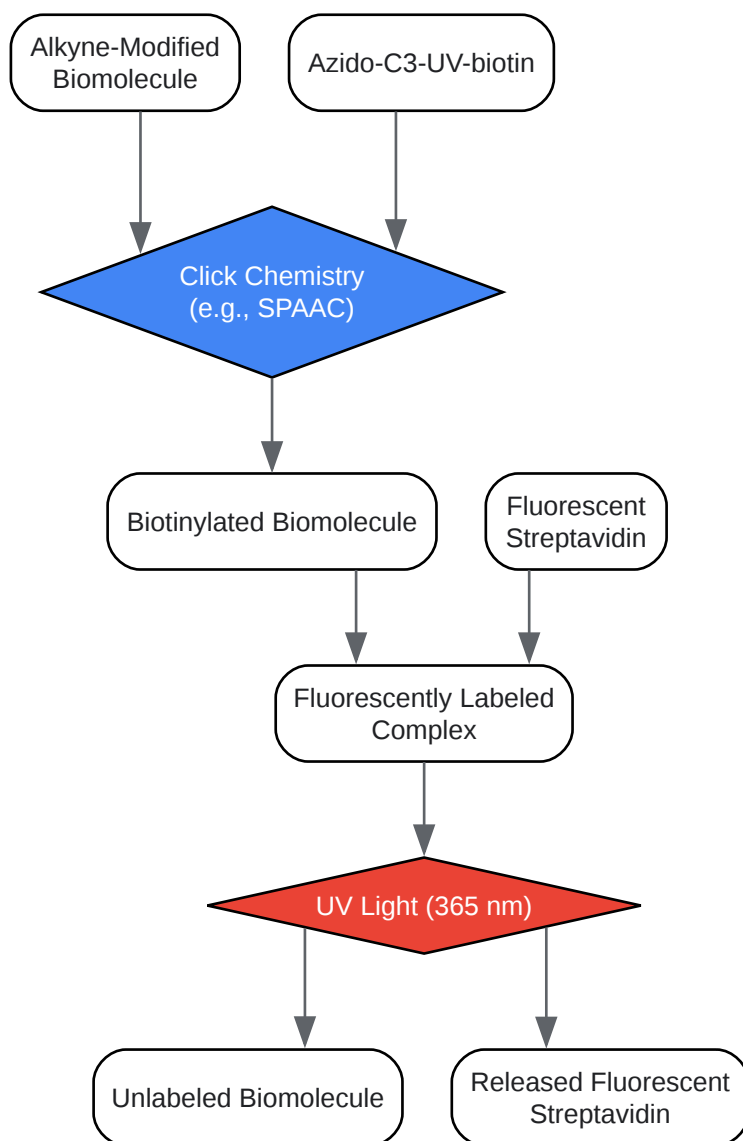 Alkyne-Modified
Biomolecule
Azido-C3-UV-biotin
Click Chemistry
(e.g., SPAAC)
Biotinylated Biomolecule
Fluorescent
Streptavidin
Fluorescently Labeled
Complex
UV Light (365 nm)
Unlabeled Biomolecule
Released Fluorescent
Streptavidin